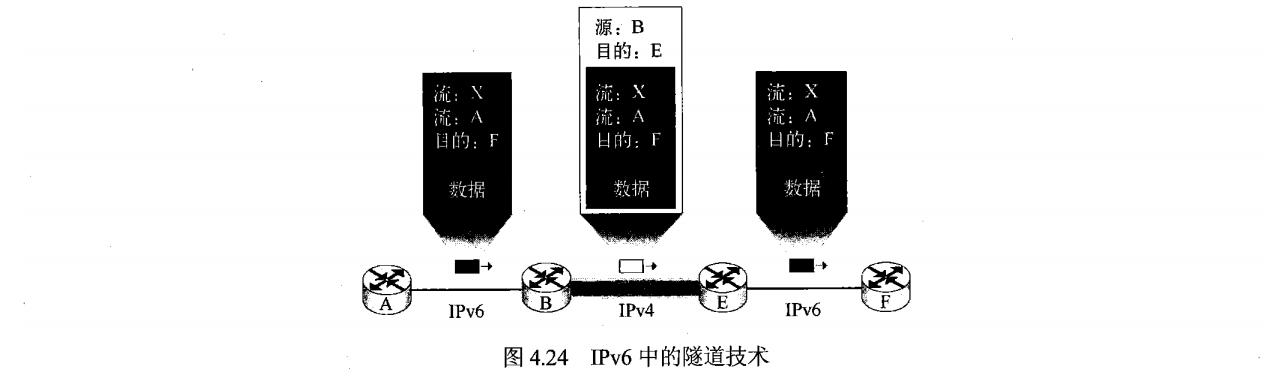 源：B
目的：E
流：X
流：A
目的：F
数据
流：X
流：A
目的：F
数据
流：X
流：A
目的：F
数据
A
IPv6
B
IPv4
E
IPv6
F
图 4.24 IPv6 中的隧道技术